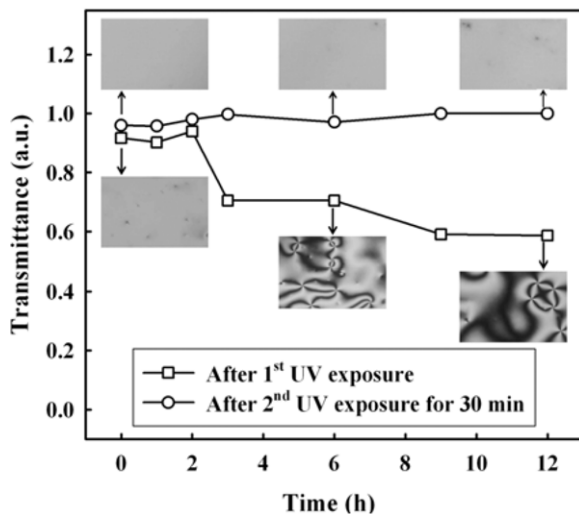 Transmittance (a.u.)
1.2
1.0
0.8
0.6
0.4
0.2
0.0
After 1st UV exposure
After 2nd UV exposure for 30 min
0 2 4 6 8 10 12
Time (h)